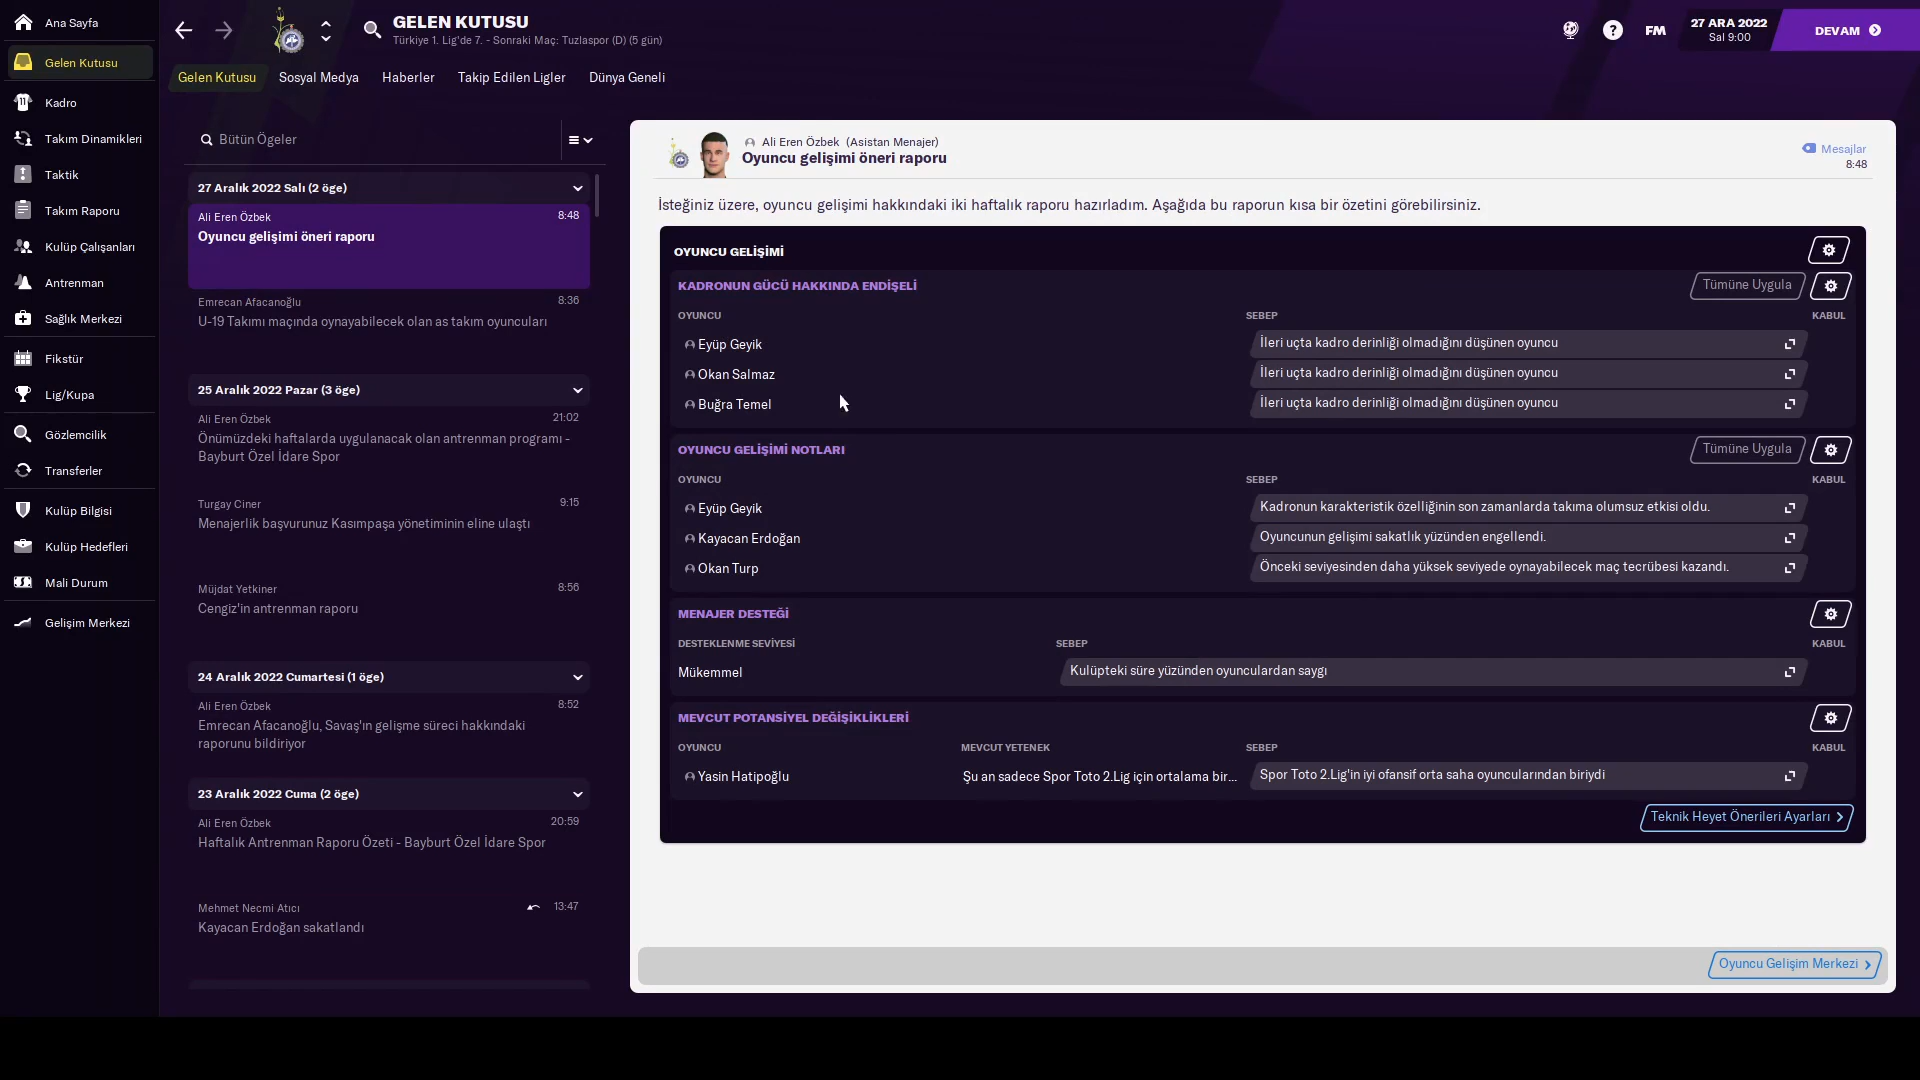 Ana Sayfa
Gelen Kutusu
Kadro
Takım Dinamikleri
Taktik
Takım Raporu
Kulüp Çalışanları
Antrenman
Sağlık Merkezi
Fikstür
Lig/Kupa
Gözlemcilik
Transferler
Kulüp Bilgisi
Kulüp Hedefleri
Mali Durum
Gelişim Merkezi
GELEN KUTUSU
Türkiye 1. Lig'de 7. - Sonraki Maç: Tuzlaspor (D) (5 gün)
FM
27 ARA 2022
Sal 9:00
DEVAM
Gelen Kutusu
Sosyal Medya
Haberler
Takip Edilen Ligler
Dünya Geneli
Bütün Ögeler
27 Aralık 2022 Salı (2 öge)
Ali Eren Özbek 8:48
Oyuncu gelişimi öneri raporu
Emrecan Afacanoğlu 8:36
U-19 Takımı maçında oynayabilecek olan as takım oyuncuları
25 Aralık 2022 Pazar (3 öge)
Ali Eren Özbek 21:02
Önümüzdeki haftalarda uygulanacak olan antrenman programı -
Bayburt Özel İdare Spor
Turgay Ciner 9:15
Menajerlik başvurunuz Kasımpaşa yönetiminin eline ulaştı
Müjdat Yetkiner 8:56
Cengiz'in antrenman raporu
24 Aralık 2022 Cumartesi (1 öge)
Ali Eren Özbek 8:52
Emrecan Afacanoğlu, Savaş'ın gelişme süreci hakkındaki
raporunu bildiriyor
23 Aralık 2022 Cuma (2 öge)
Ali Eren Özbek 20:59
Haftalık Antrenman Raporu Özeti - Bayburt Özel İdare Spor
Mehmet Necmi Atıcı 13:47
Kayacan Erdoğan sakatlandı
Ali Eren Özbek (Asistan Menajer)
Oyuncu gelişimi öneri raporu
Mesajlar
8:48
İsteğiniz üzere, oyuncu gelişimi hakkındaki iki haftalık raporu hazırladım. Aşağıda bu raporun kısa bir özetini görebilirsiniz.
OYUNCU GELİŞİMİ
KADRONUN GÜCÜ HAKKINDA ENDİŞELİ Tümüne Uygula
OYUNCU SEBEP KABUL
Eyüp Geyik İleri uçta kadro derinliği olmadığını düşünen oyuncu
Okan Salmaz İleri uçta kadro derinliği olmadığını düşünen oyuncu
Buğra Temel İleri uçta kadro derinliği olmadığını düşünen oyuncu
OYUNCU GELİŞİMİ NOTLARI Tümüne Uygula
OYUNCU SEBEP KABUL
Eyüp Geyik Kadronun karakteristik özelliğinin son zamanlarda takıma olumsuz etkisi oldu.
Kayacan Erdoğan Oyuncunun gelişimi sakatlık yüzünden engellendi.
Okan Turp Önceki seviyesinden daha yüksek seviyede oynayabilecek maç tecrübesi kazandı.
MENAJER DESTEĞİ
DESTEKLENME SEVİYESİ SEBEP KABUL
Mükemmel Kulüpteki süre yüzünden oyunculardan saygı
MEVCUT POTANSİYEL DEĞİŞİKLİKLERİ
OYUNCU MEVCUT YETENEK SEBEP KABUL
Yasin Hatipoğlu Şu an sadece Spor Toto 2.Lig için ortalama bir... Spor Toto 2.Lig'in iyi ofansif orta saha oyuncularından biriydi
Teknik Heyet Önerileri Ayarları
Oyuncu Gelişim Merkezi